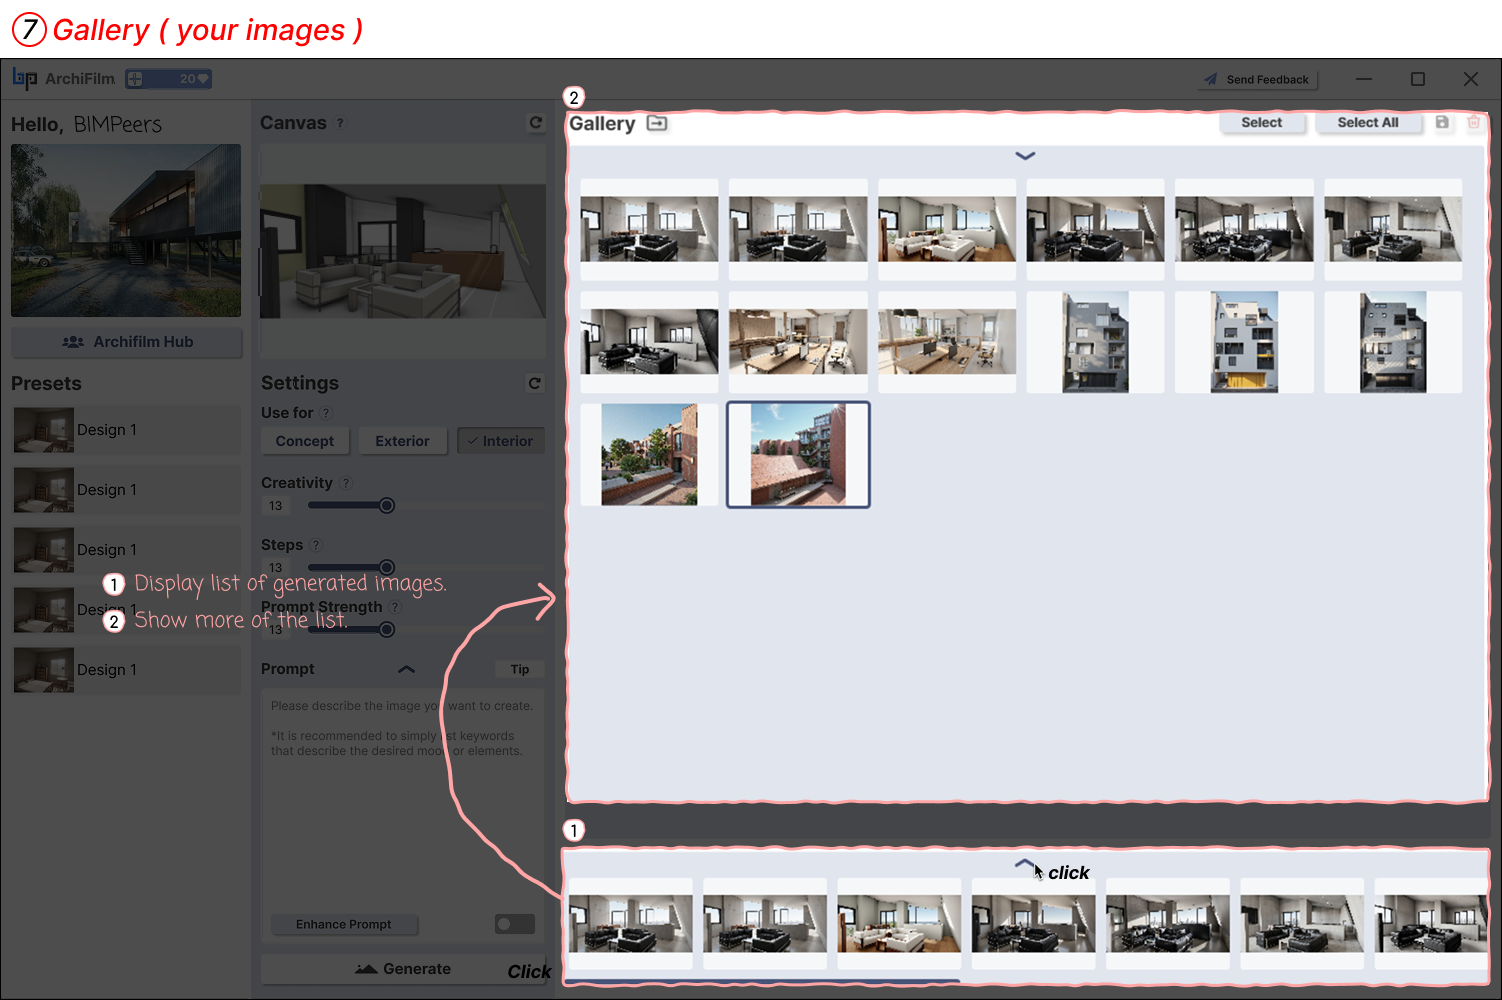 7 Gallery ( your images )
bp ArchiFilm 20
Send Feedback
Hello, BIMPeers
Archifilm Hub
Presets
Design 1
Design 1
Design 1
Design 1
Design 1
Canvas ?
Settings
Use for ?
Concept Exterior ✓ Interior
Creativity ?
13
Steps ?
13
Prompt Strength ?
13
Prompt Tip
Please describe the image you want to create.
*It is recommended to simply list keywords
that describe the desired mood or elements.
Enhance Prompt
Generate Click
1 Display list of generated images.
2 Show more of the list.
2
Gallery Select Select All
1
click